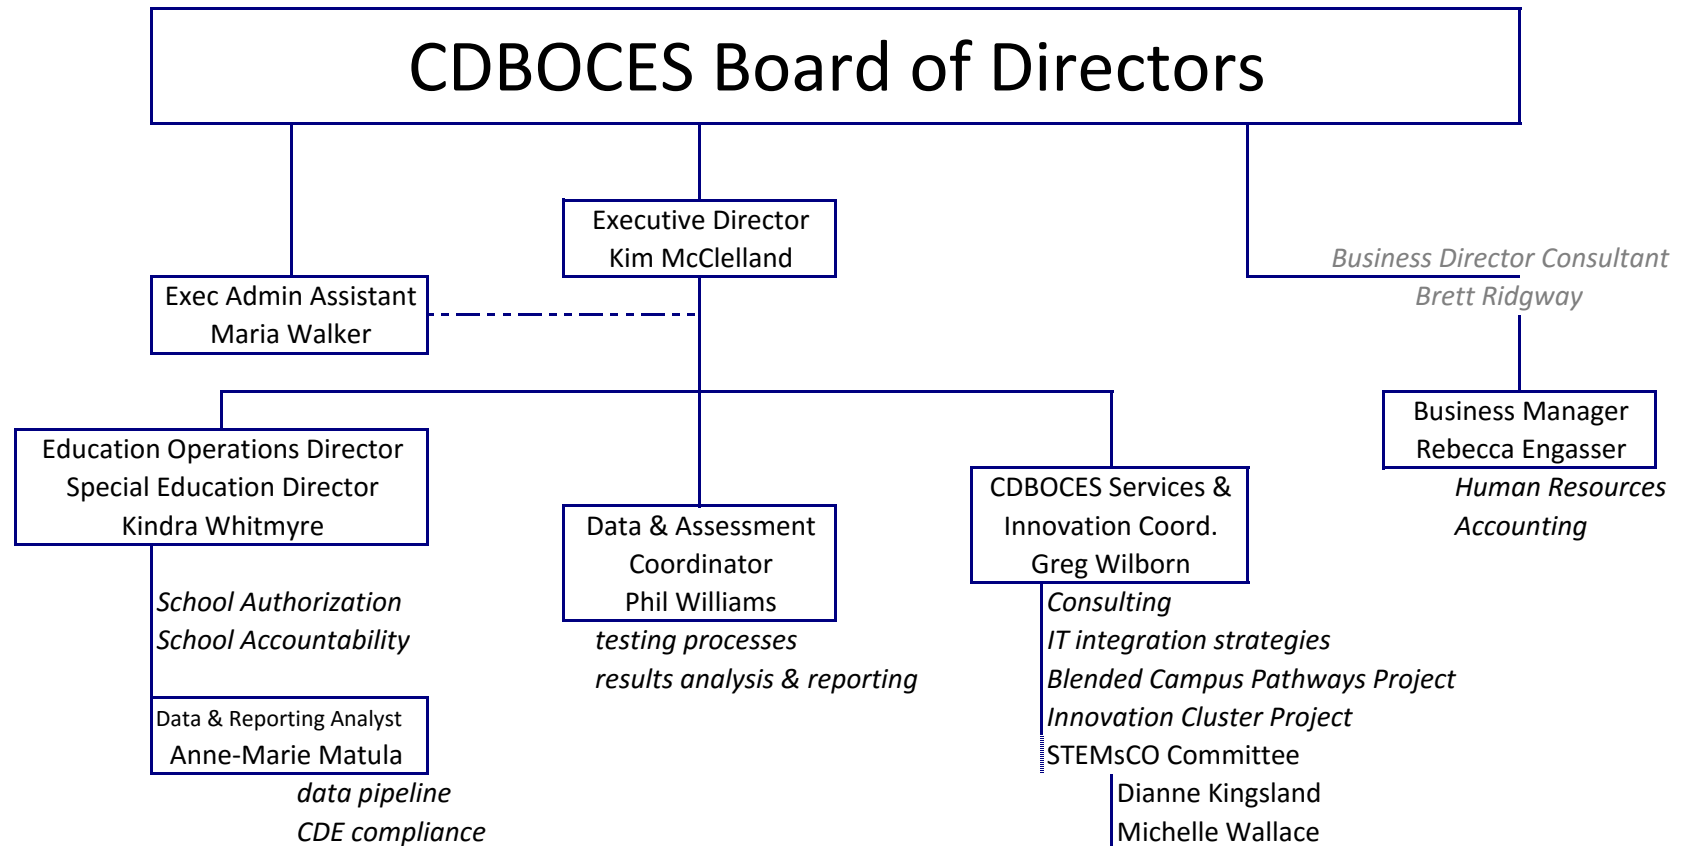 CDBOCES Board of Directors
Executive Director
Kim McClelland
Business Director Consultant
Brett Ridgway
Exec Admin Assistant
Maria Walker
Education Operations Director
Special Education Director
Kindra Whitmyre
School Authorization
School Accountability
Data & Reporting Analyst
Anne-Marie Matula
data pipeline
CDE compliance
Data & Assessment
Coordinator
Phil Williams
testing processes
results analysis & reporting
CDBOCES Services &
Innovation Coord.
Greg Wilborn
Consulting
IT integration strategies
Blended Campus Pathways Project
Innovation Cluster Project
STEMsCO Committee
Dianne Kingsland
Michelle Wallace
Business Manager
Rebecca Engasser
Human Resources
Accounting